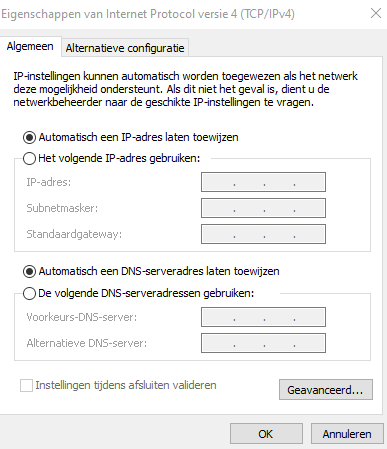 Eigenschappen van Internet Protocol versie 4 (TCP/IPv4)
Algemeen
Alternatieve configuratie
IP-instellingen kunnen automatisch worden toegewezen als het netwerk
deze mogelijkheid ondersteunt. Als dit niet het geval is, dient u de
netwerkbeheerder naar de geschikte IP-instellingen te vragen.
Automatisch een IP-adres laten toewijzen
Het volgende IP-adres gebruiken:
IP-adres:
Subnetmasker:
Standaardgateway:
Automatisch een DNS-serveradres laten toewijzen
De volgende DNS-serveradressen gebruiken:
Voorkeurs-DNS-server:
Alternatieve DNS-server:
Instellingen tijdens afsluiten valideren
Geavanceerd...
OK
Annuleren